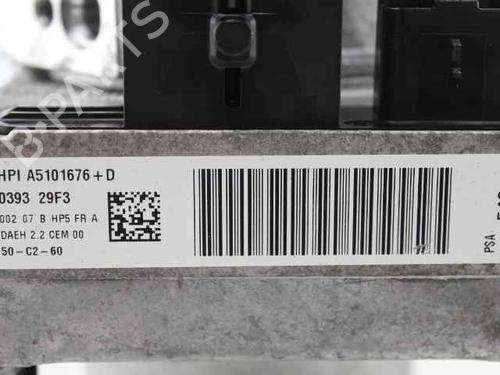 HPI A5101676+D
0393 29F3
002 07 B HP5 FR A
DAEH 2.2 CEM 00
50-C2-60
PSA
B-PARTS